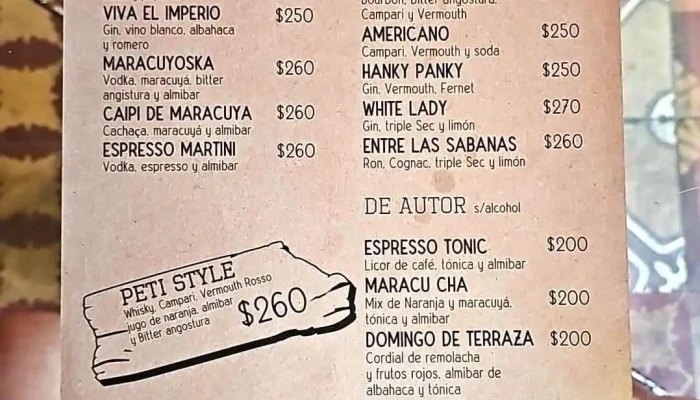 VIVA EL IMPERIO $250
Gin, vino blanco, albahaca
y romero
MARACUYOSKA $260
Vodka, maracuyá, bitter
angistura y almibar
CAIPI DE MARACUYA $260
Cachaça, maracuyá y almibar
ESPRESSO MARTINI $260
Vodka, espresso y almibar
PETI STYLE
Whisky, Campari, Vermouth Rosso
jugo de naranja, almibar
y Bitter angostura
$260
Bourbon, Bitter angostura,
Campari y Vermouth
AMERICANO $250
Campari, Vermouth y soda
HANKY PANKY $250
Gin, Vermouth, Fernet
WHITE LADY $270
Gin, triple Sec y limón
ENTRE LAS SABANAS $260
Ron, Cognac, triple Sec y limón
DE AUTOR s/alcohol
ESPRESSO TONIC $200
Licor de café, tónica y almibar
MARACU CHA
Mix de Naranja y maracuyá, $200
tónica y almibar
DOMINGO DE TERRAZA $200
Cordial de remolacha
y frutos rojos, almibar de
albahaca y tónica